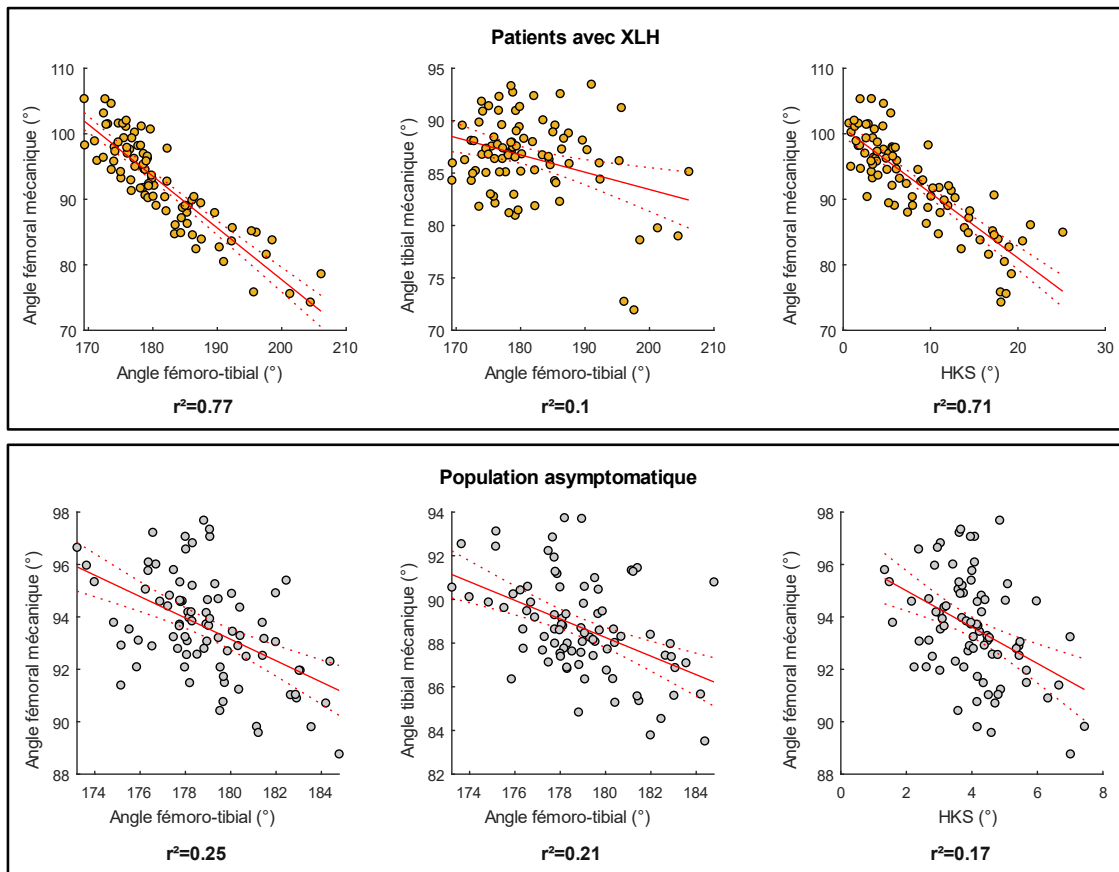 Patients avec XLH
Angle fémoral mécanique (°)
110
100
90
80
70
170 180 190 200 210
Angle fémoro-tibial (°)
r²=0.77
Angle tibial mécanique (°)
95
90
85
80
75
70
170 180 190 200 210
Angle fémoro-tibial (°)
r²=0.1
Angle fémoral mécanique (°)
110
100
90
80
70
0 10 20 30
HKS (°)
r²=0.71
Population asymptomatique
Angle fémoral mécanique (°)
98
96
94
92
90
88
174 176 178 180 182 184
Angle fémoro-tibial (°)
r²=0.25
Angle tibial mécanique (°)
94
92
90
88
86
84
82
174 176 178 180 182 184
Angle fémoro-tibial (°)
r²=0.21
Angle fémoral mécanique (°)
98
96
94
92
90
88
0 2 4 6 8
HKS (°)
r²=0.17